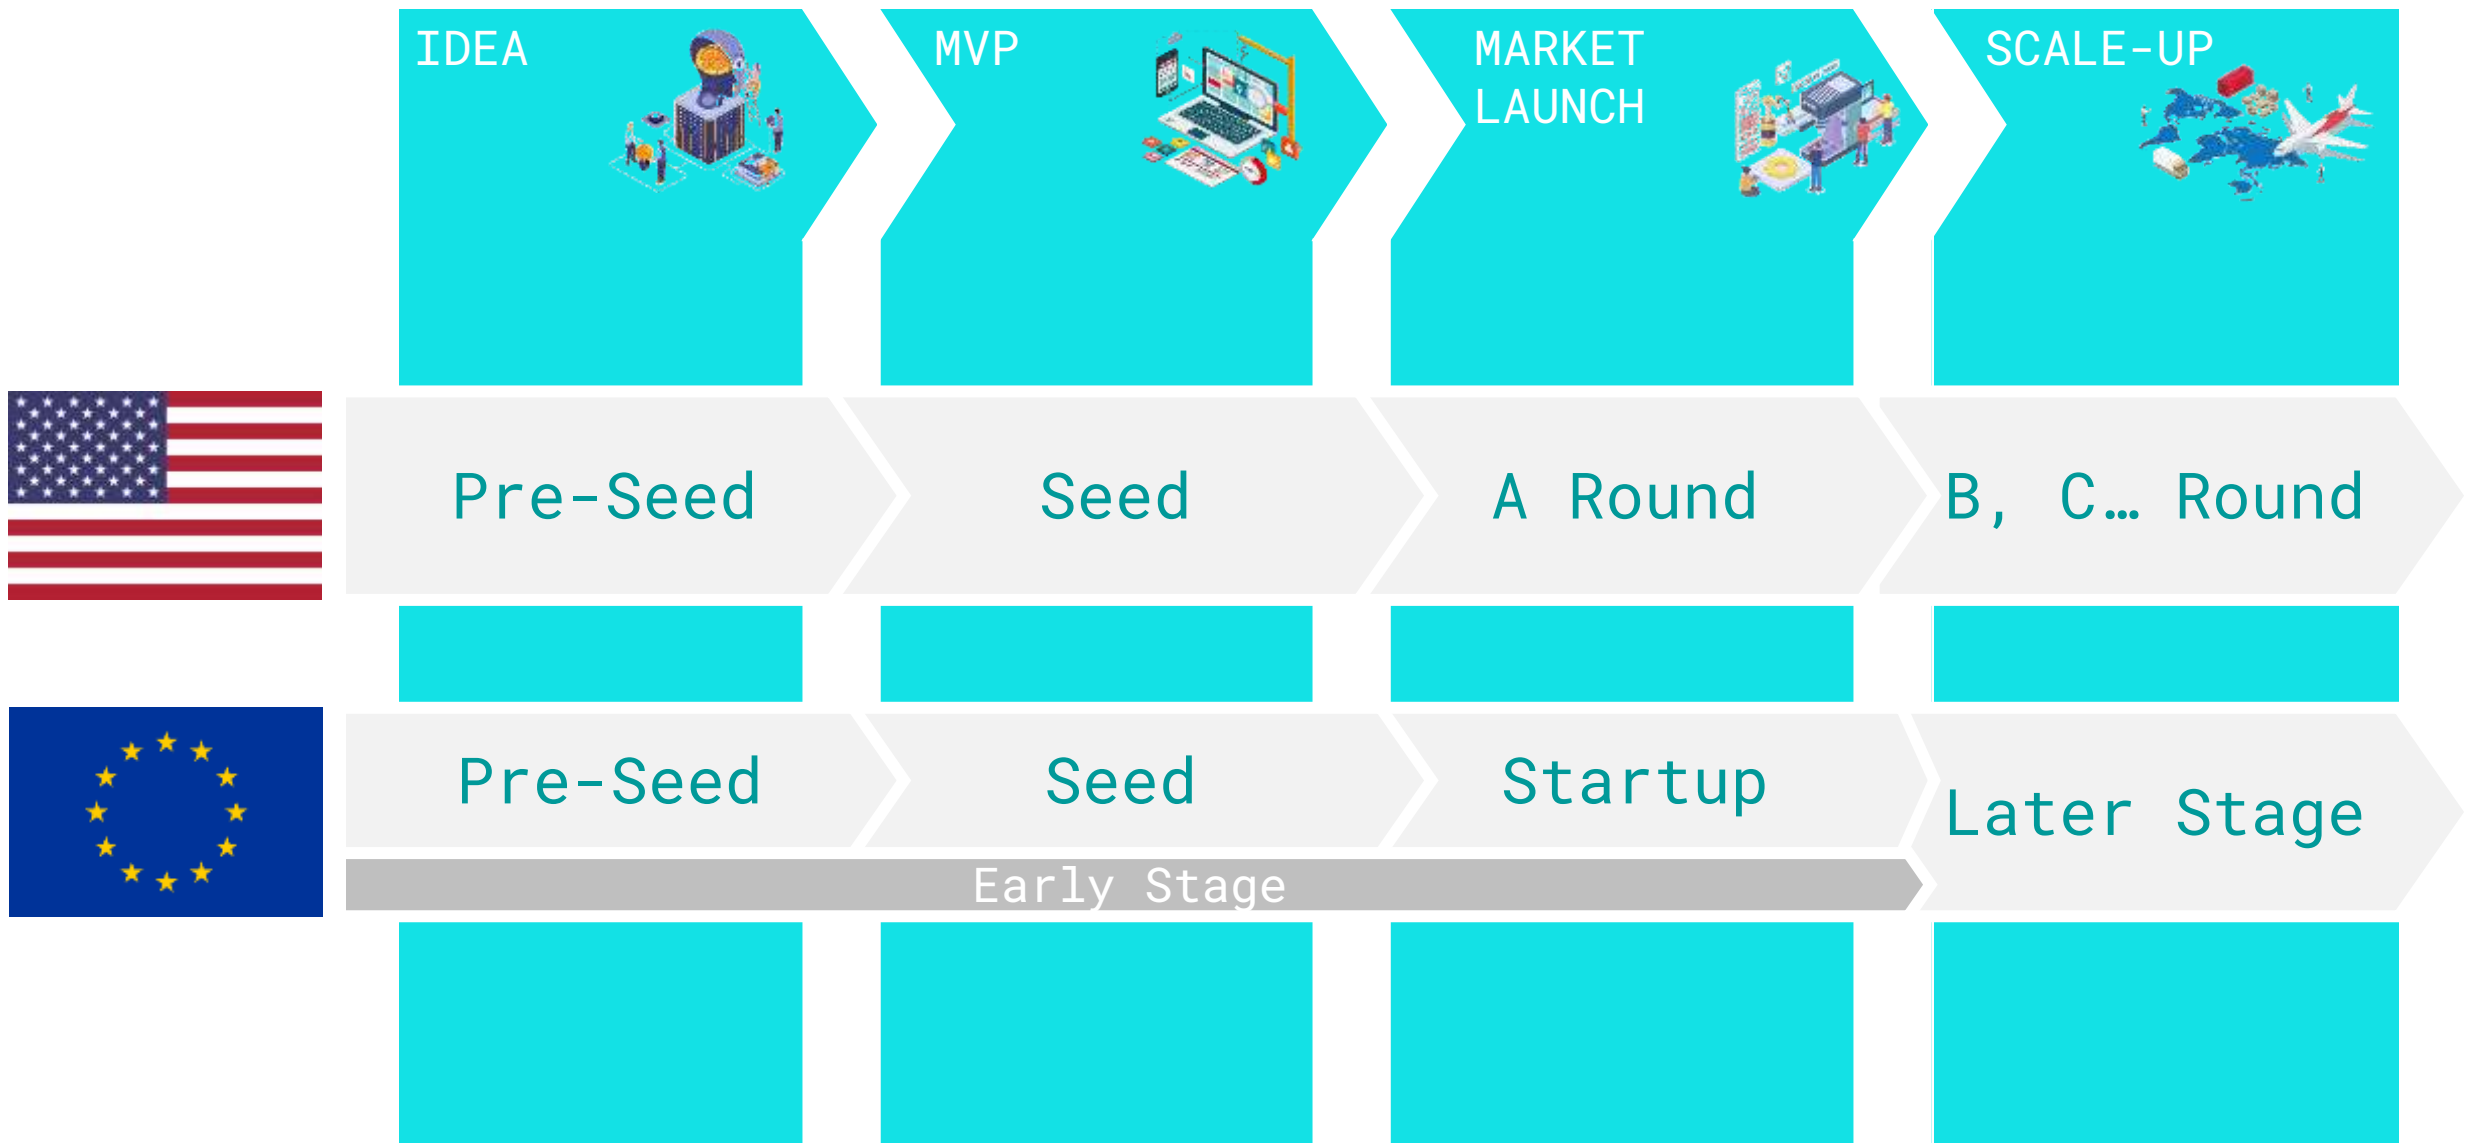 IDEA
MVP
MARKET
LAUNCH
SCALE-UP
Pre-Seed
Seed
A Round
B, C… Round
Pre-Seed
Seed
Startup
Later Stage
Early Stage